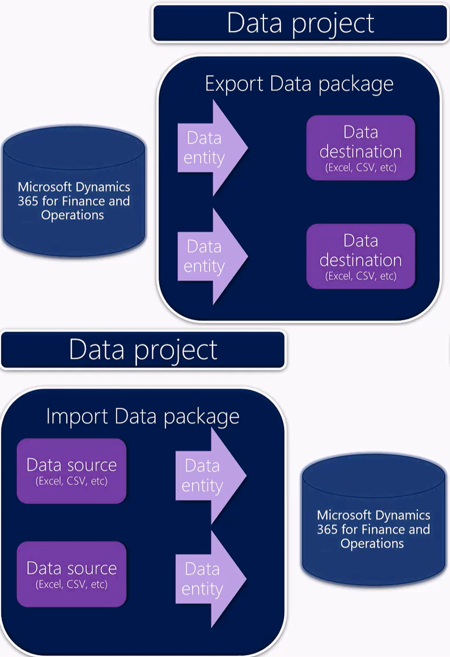 Data project
Export Data package
Data
entity
Data
destination
(Excel, CSV, etc)
Microsoft Dynamics
365 for Finance and
Operations
Data
entity
Data
destination
(Excel, CSV, etc)
Data project
Import Data package
Data source
(Excel, CSV, etc)
Data
entity
Microsoft Dynamics
365 for Finance and
Operations
Data source
(Excel, CSV, etc)
Data
entity